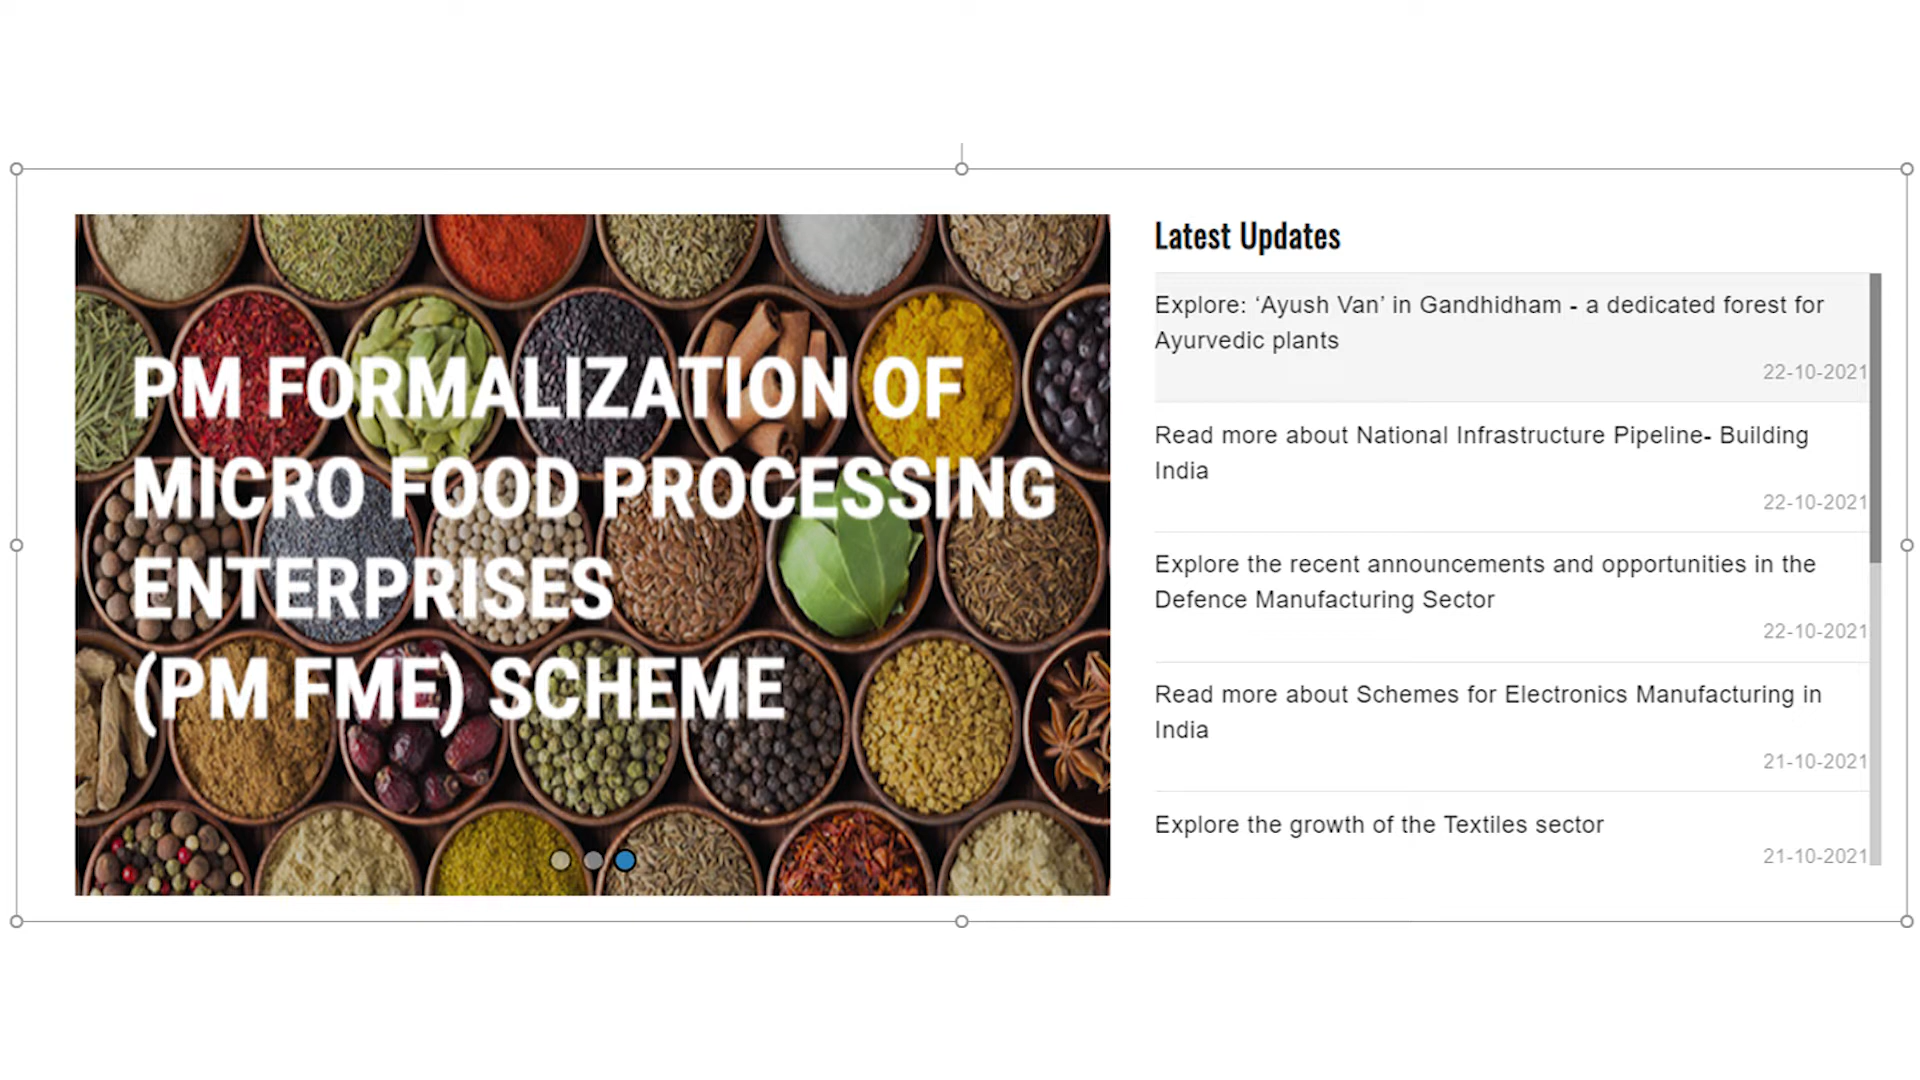 PM FORMALIZATION OF
MICRO FOOD PROCESSING
ENTERPRISES
(PM FME) SCHEME
Latest Updates
Explore: ‘Ayush Van’ in Gandhidham - a dedicated forest for
Ayurvedic plants
22-10-2021
Read more about National Infrastructure Pipeline- Building
India
22-10-2021
Explore the recent announcements and opportunities in the
Defence Manufacturing Sector
22-10-2021
Read more about Schemes for Electronics Manufacturing in
India
21-10-2021
Explore the growth of the Textiles sector
21-10-2021